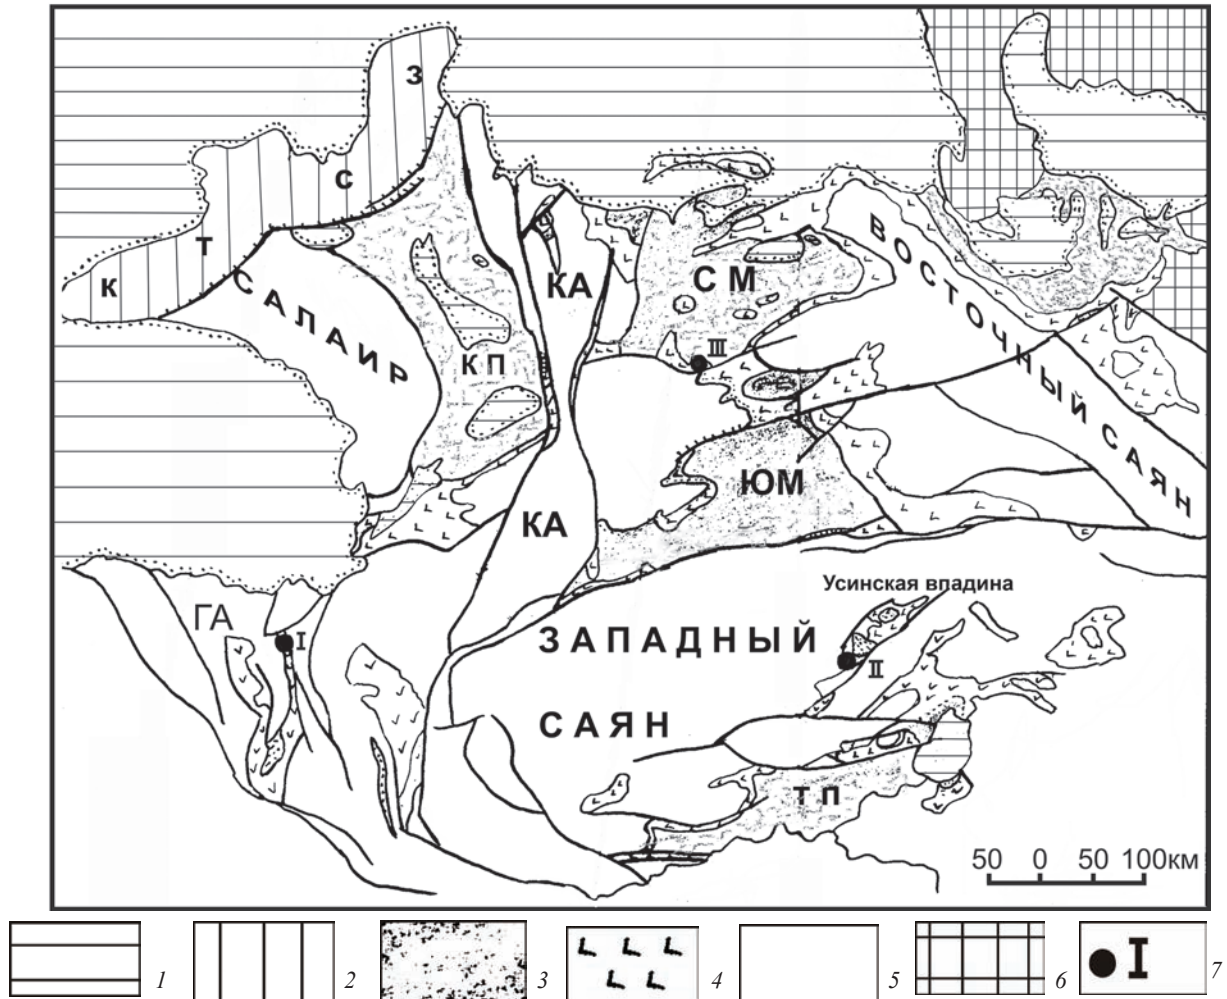 З
С
Т
К
САЛАИР
КП
КА
СМ
III
ВОСТОЧНЫЙ САЯН
ЮМ
КА
Усинская впадина
ГА
I
ЗАПАДНЫЙ
II
САЯН
ТП
50 0 50 100км
1 2 3 4 5 6 I 7